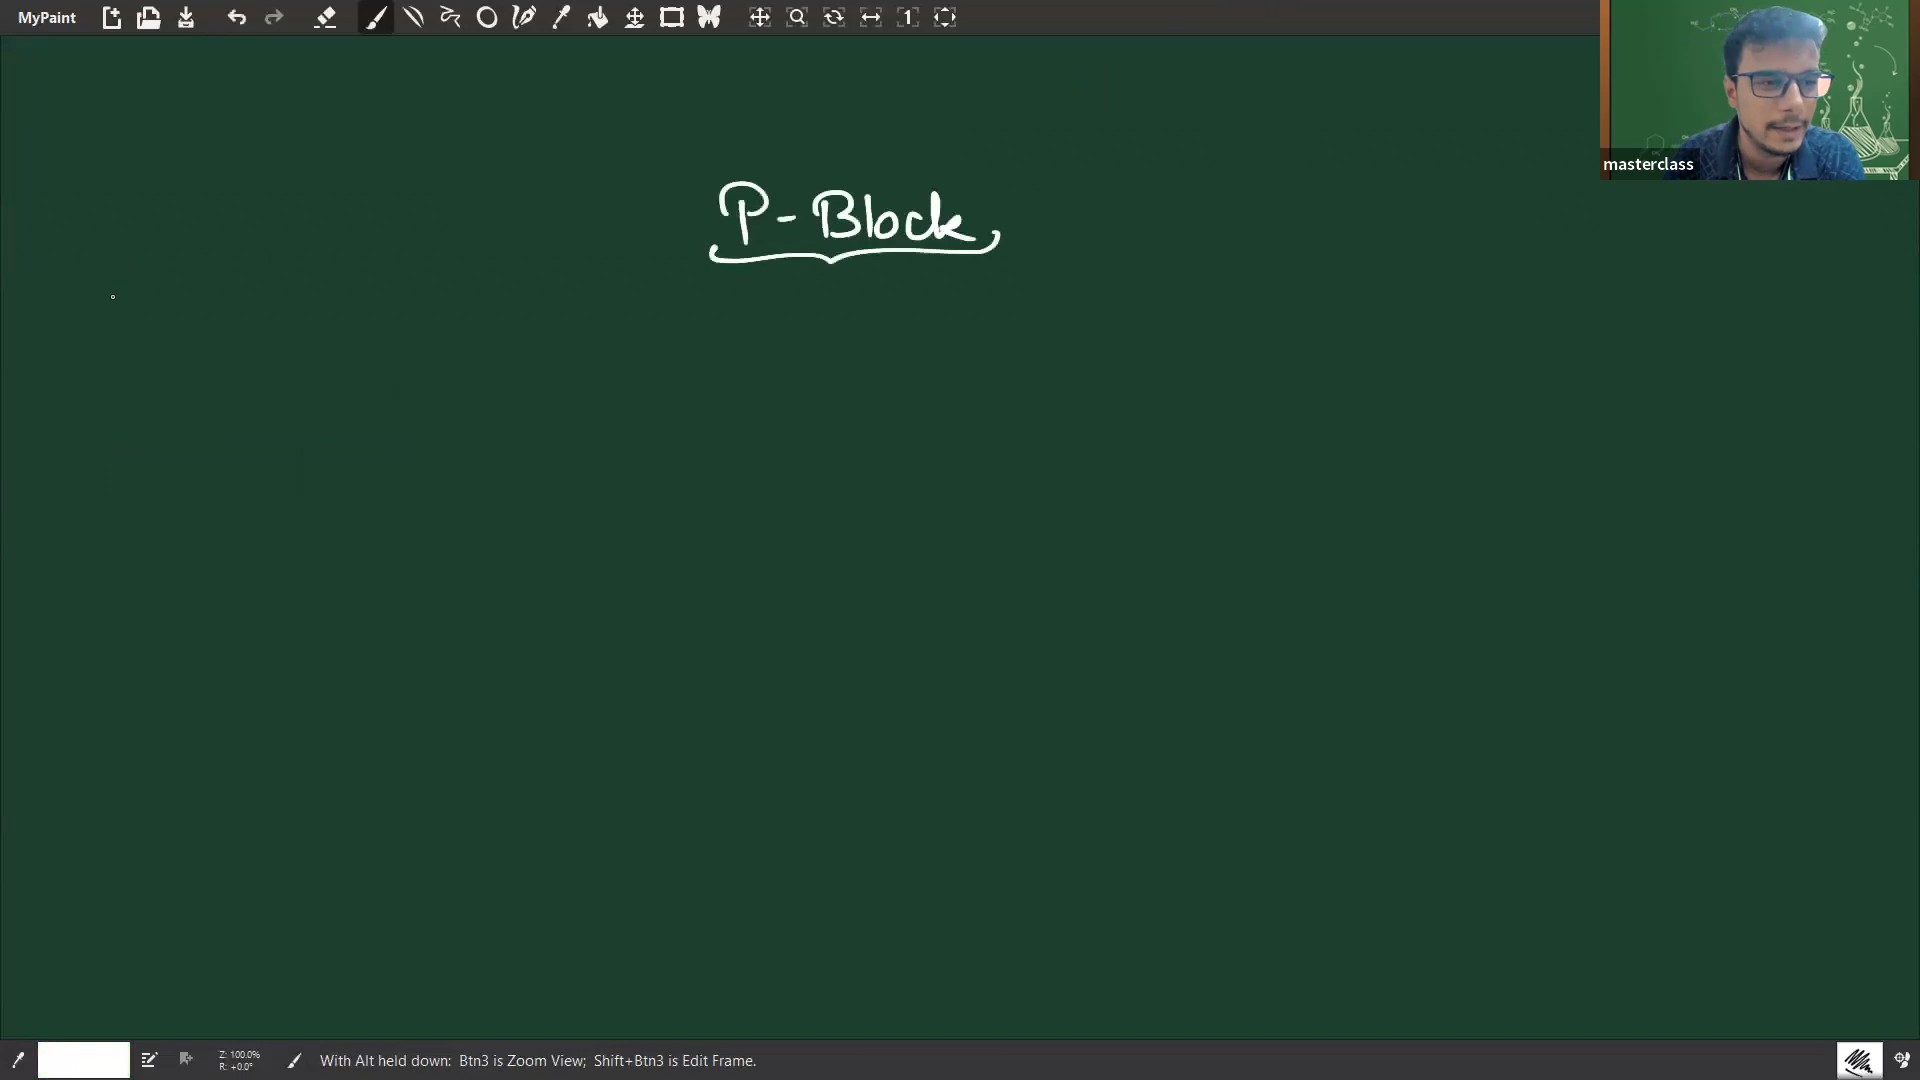 MyPaint
masterclass
P-Block
Z: 100.0%
R: +0.0°
With Alt held down: Btn3 is Zoom View; Shift+Btn3 is Edit Frame.